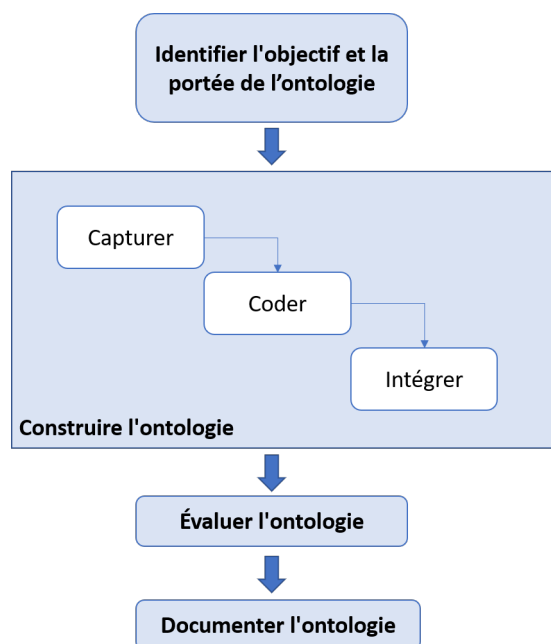 Identifier l'objectif et la
portée de l’ontologie
Capturer
Coder
Intégrer
Construire l'ontologie
Évaluer l'ontologie
Documenter l'ontologie